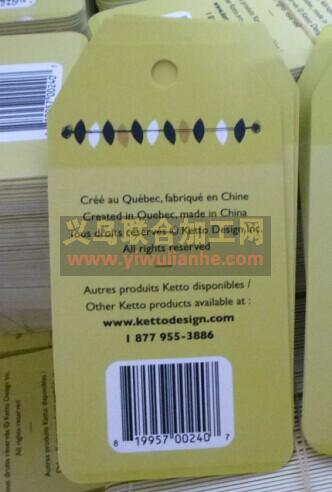 Créé au Québec, fabriqué en Chine
Created in Quebec, made in China
Tous droits réservés © Ketto Design, Inc.
All rights reserved
Autres produits Ketto disponibles /
Other Ketto products available at :
www.kettodesign.com
1 877 955-3886
8 19957 00240 7
义乌联合加工网
www.yiwulianhe.com